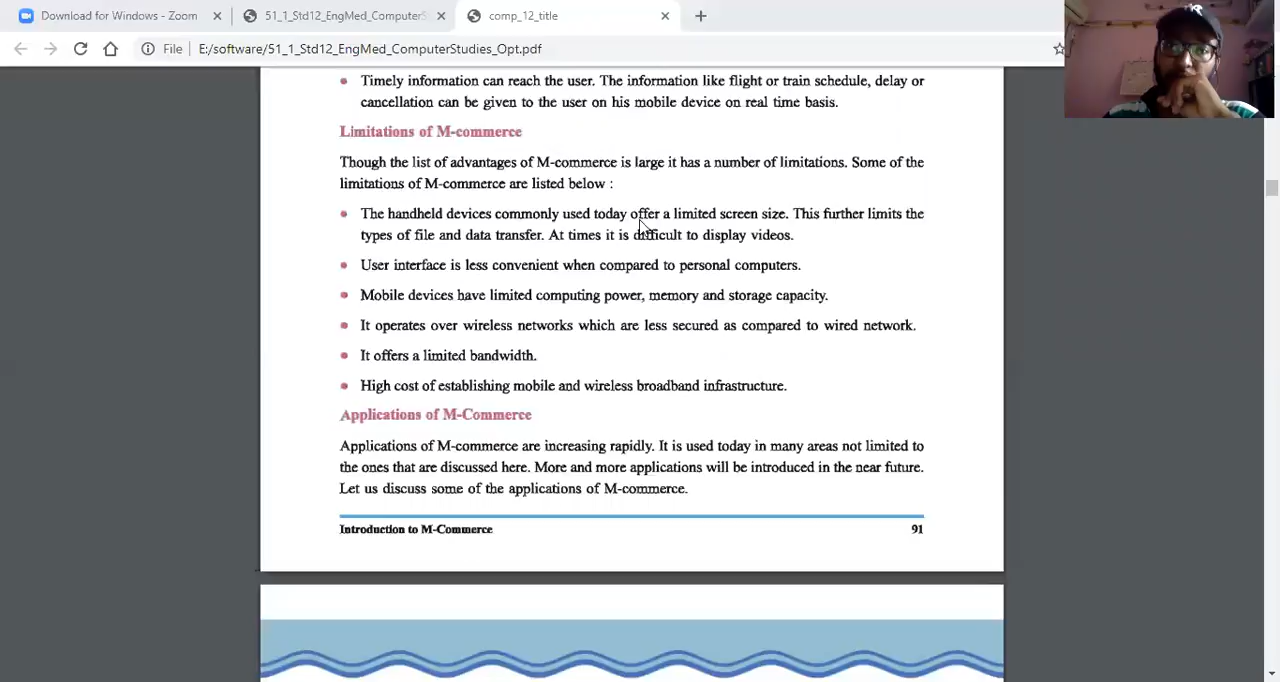 Download for Windows - Zoom
51_1_Std12_EngMed_ComputerS
comp_12_title
File
E:/software/51_1_Std12_EngMed_ComputerStudies_Opt.pdf
Timely information can reach the user. The information like flight or train schedule, delay or
cancellation can be given to the user on his mobile device on real time basis.
Limitations of M-commerce
Though the list of advantages of M-commerce is large it has a number of limitations. Some of the
limitations of M-commerce are listed below :
The handheld devices commonly used today offer a limited screen size. This further limits the
types of file and data transfer. At times it is difficult to display videos.
User interface is less convenient when compared to personal computers.
Mobile devices have limited computing power, memory and storage capacity.
It operates over wireless networks which are less secured as compared to wired network.
It offers a limited bandwidth.
High cost of establishing mobile and wireless broadband infrastructure.
Applications of M-Commerce
Applications of M-commerce are increasing rapidly. It is used today in many areas not limited to
the ones that are discussed here. More and more applications will be introduced in the near future.
Let us discuss some of the applications of M-commerce.
Introduction to M-Commerce 91